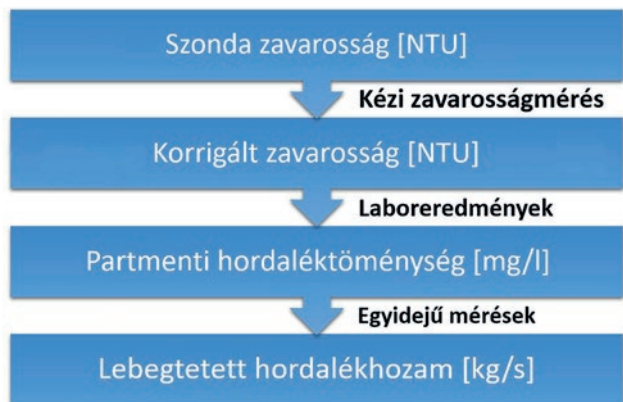 Szonda zavarosság [NTU]
Kézi zavarosságmérés
Korrigált zavarosság [NTU]
Laboreredmények
Partmenti hordaléktöménység [mg/l]
Egyidejű mérések
Lebegtetett hordalékhozam [kg/s]